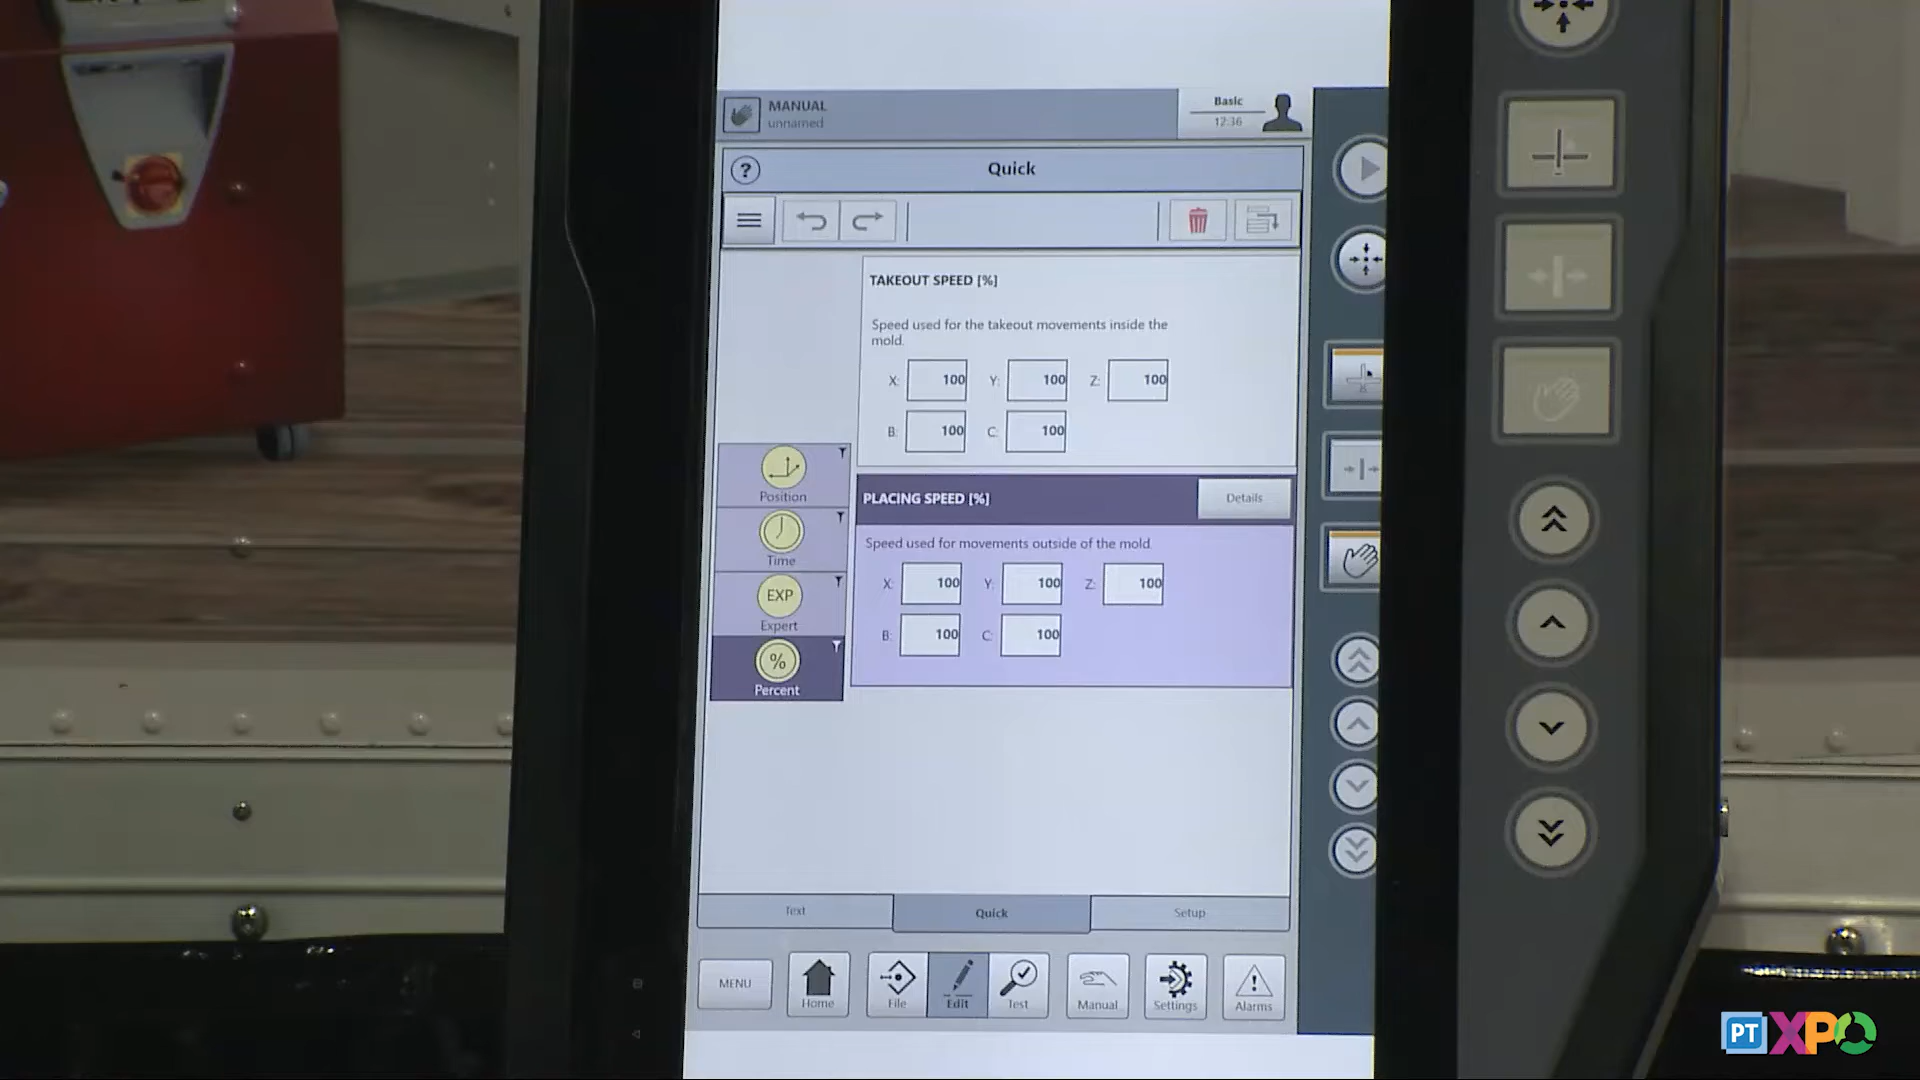 MANUAL
unnamed
Basic
12:36
?
Quick
TAKEOUT SPEED [%]
Speed used for the takeout movements inside the
mold.
X: 100 Y: 100 Z: 100
B: 100 C: 100
Position
Time
EXP
Expert
%
Percent
PLACING SPEED [%]
Details
Speed used for movements outside of the mold.
X: 100 Y: 100 Z: 100
B: 100 C: 100
Text
Quick
Setup
MENU
Home
File
Edit
Test
Manual
Settings
Alarms
PT XPO